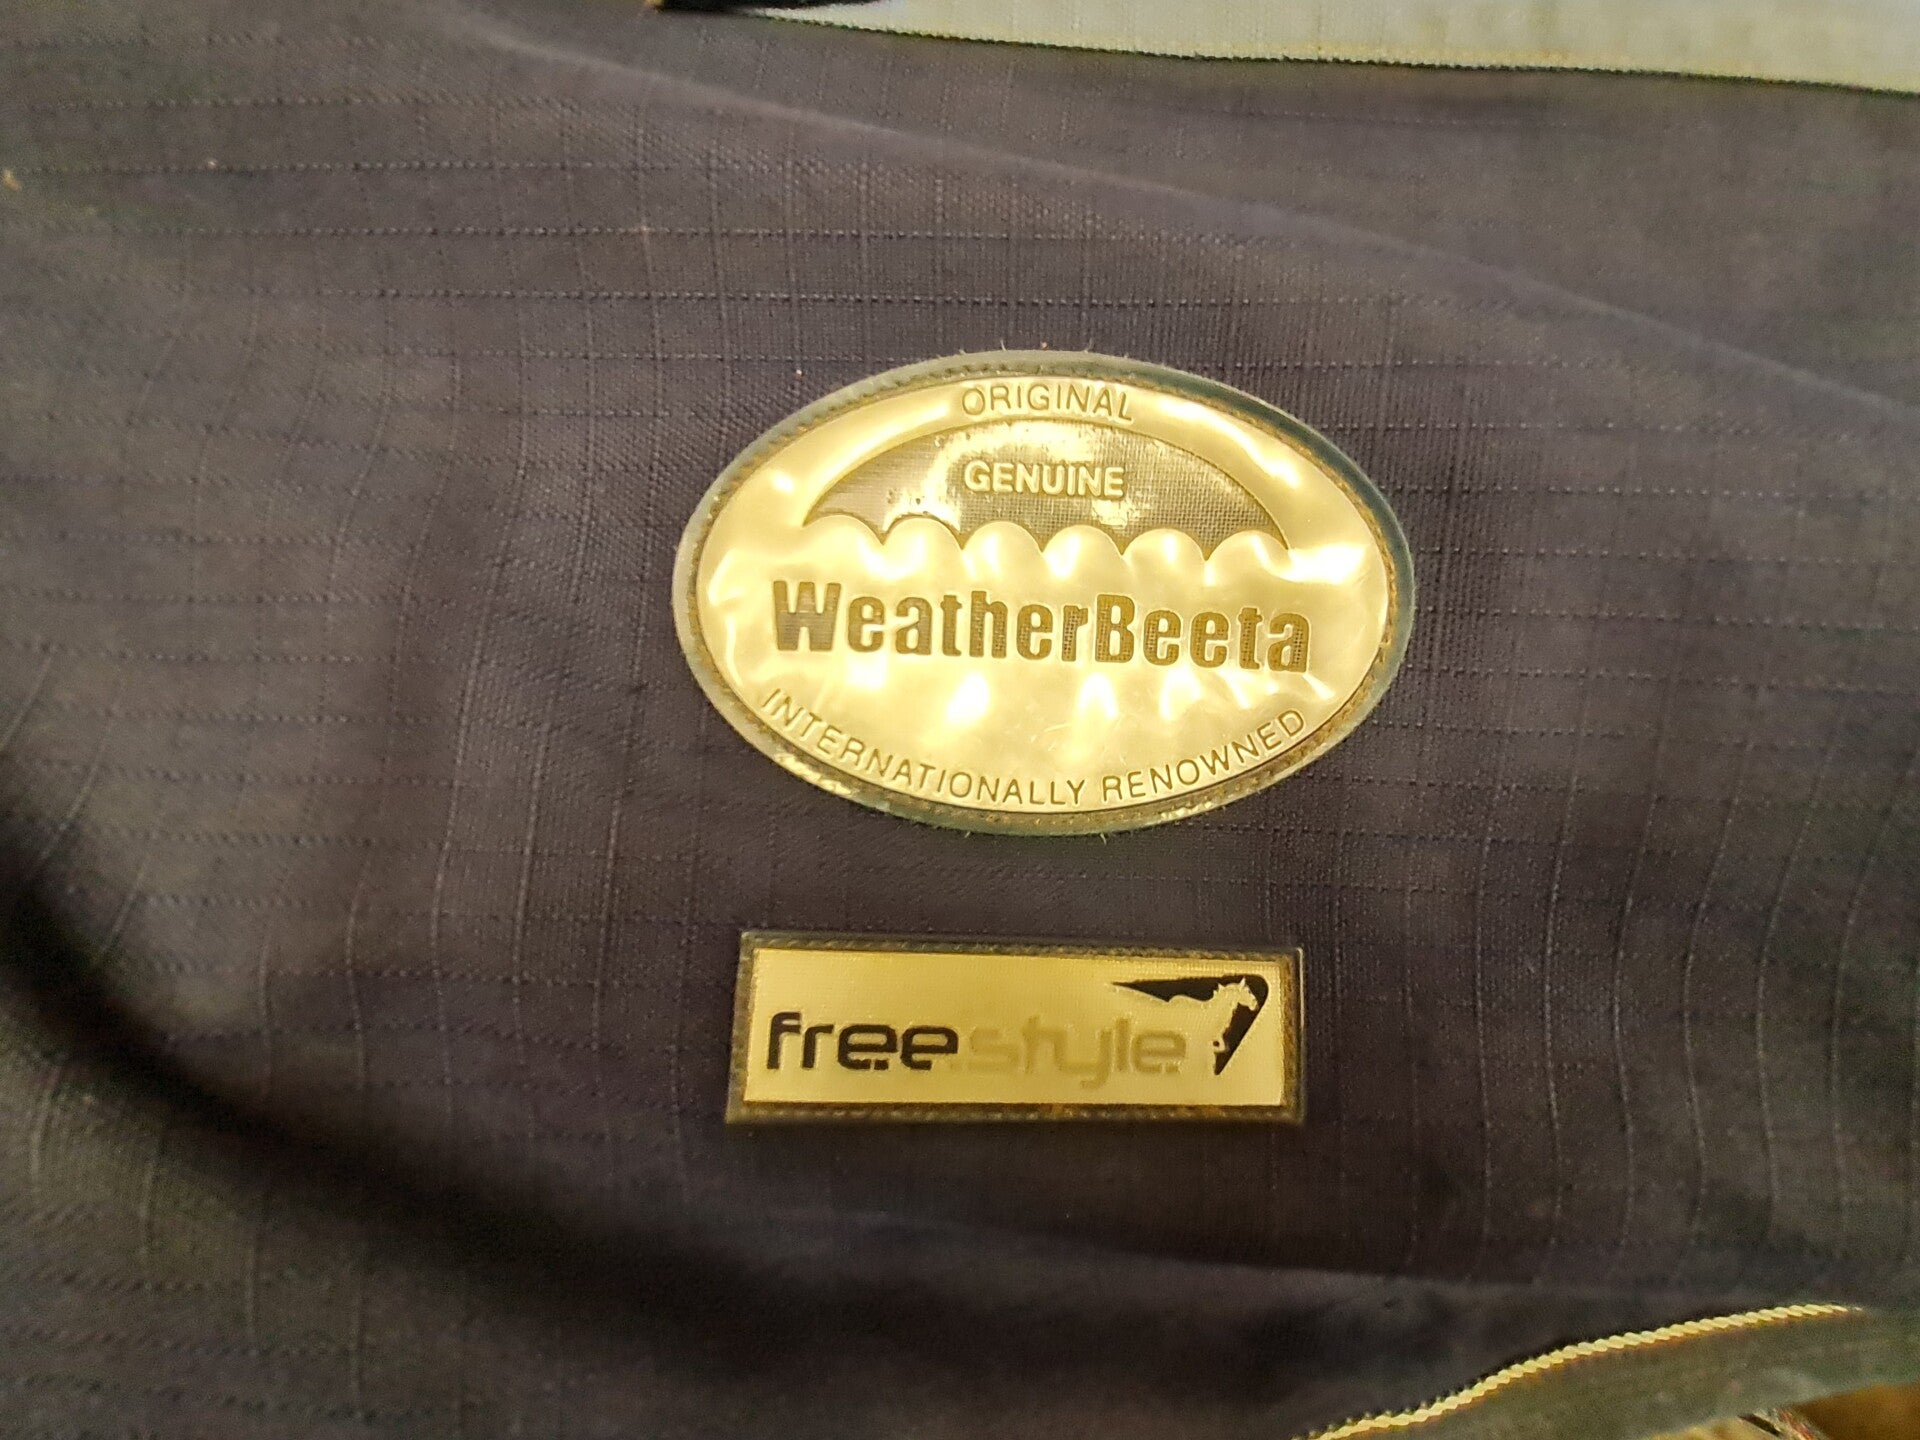 ORIGINAL
GENUINE
WeatherBeeta
INTERNATIONALLY RENOWNED
freestyle